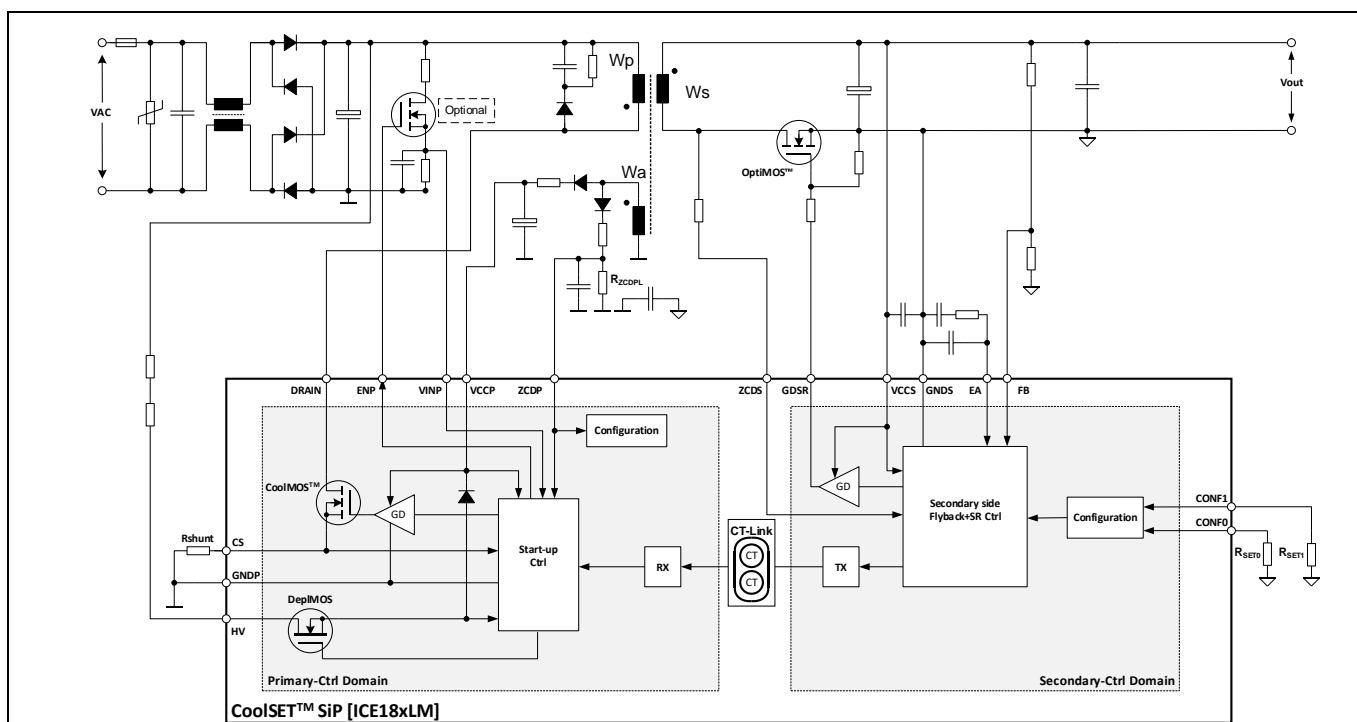 Wp
Ws
Optional
VAC
Vout
OptiMOS™
Wa
RZCDPL
DRAIN
ENP
VINP
VCCP
ZCDP
ZCDS
GDSR
VCCS
GNDS
EA
FB
Configuration
CoolMOS™
GD
GD
Secondary side
Flyback+SR Ctrl
Configuration
CONF1
CONF0
RSET0
RSET1
Rshunt
CS
Start-up
Ctrl
RX
CT-Link
CT
CT
TX
GNDP
DeplMOS
HV
Primary-Ctrl Domain
Secondary-Ctrl Domain
CoolSET™ SiP [ICE18xLM]